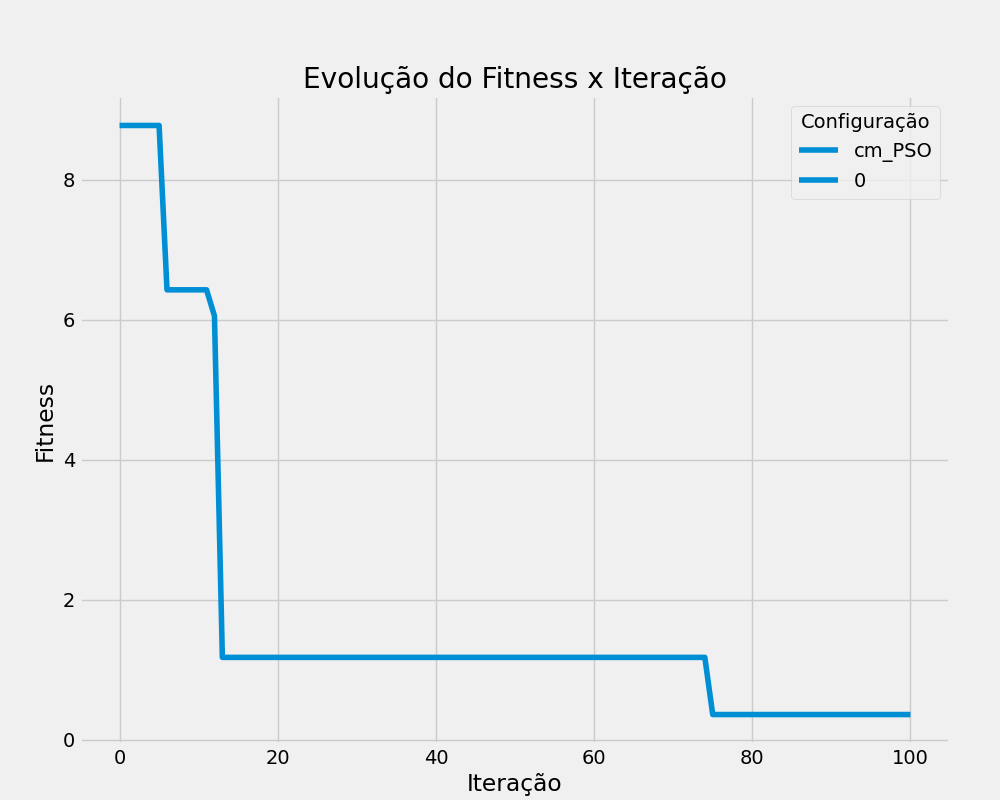 Evolução do Fitness x Iteração
Configuração
cm_PSO
0
8
6
4
2
0
Fitness
0 20 40 60 80 100
Iteração